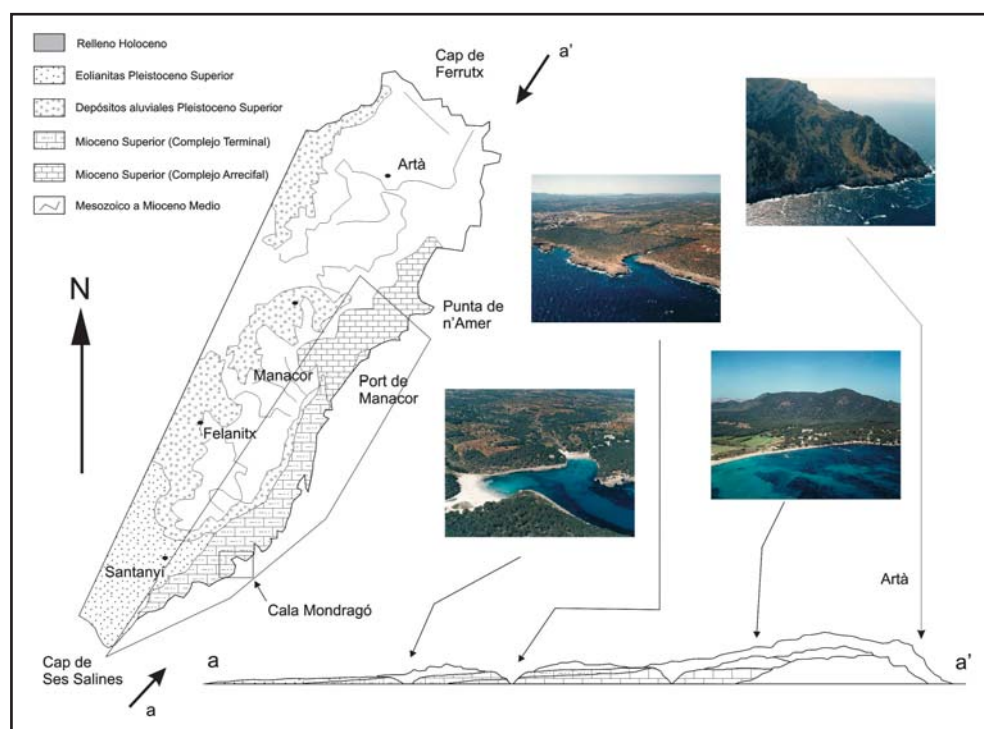 Relleno Holoceno
Eolianitas Pleistoceno Superior
Depósitos aluviales Pleistoceno Superior
Mioceno Superior (Complejo Terminal)
Mioceno Superior (Complejo Arrecifal)
Mesozoico a Mioceno Medio
Cap de
Ferrutx
a'
Artà
N
Punta de
n'Amer
Manacor
Port de
Manacor
Felanitx
Santanyí
Cala Mondragó
Cap de
Ses Salines
a
Artà
a
a'